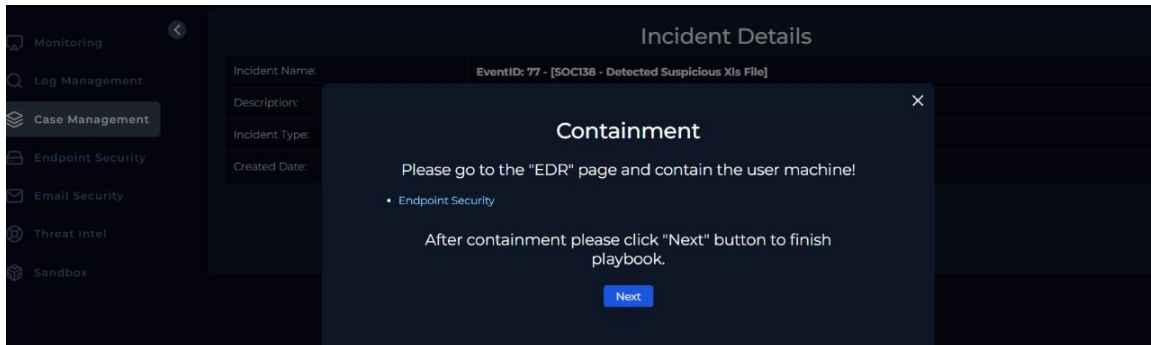 Monitoring
Log Management
Case Management
Endpoint Security
Email Security
Threat Intel
Sandbox
Incident Details
Incident Name:
EventID: 77 - [SOC138 - Detected Suspicious Xls File]
Description:
Incident Type:
Created Date:
Containment
Please go to the "EDR" page and contain the user machine!
• Endpoint Security
After containment please click "Next" button to finish
playbook.
Next